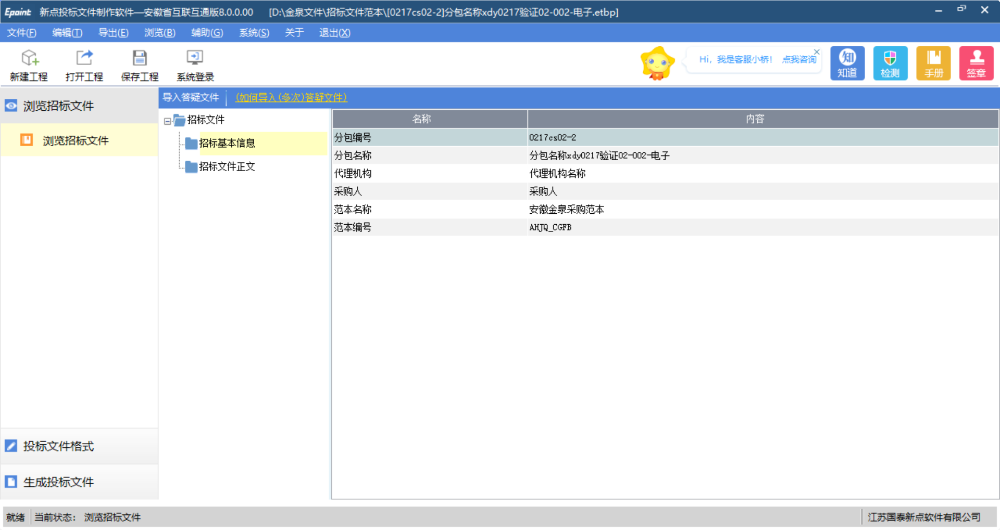 Epoint 新点投标文件制作软件—安徽省互联互通版8.0.0.00 [D:\金泉文件\招标文件范本\[0217cs02-2]分包名称xdy0217验证02-002-电子.etbp]
文件(F) 编辑(T) 导出(E) 浏览(B) 辅助(G) 系统(S) 关于 退出(X)
新建工程 打开工程 保存工程 系统登录
Hi，我是客服小桥！ 点我咨询
知
知道 检测 手册 签章
浏览招标文件
浏览招标文件
投标文件格式
生成投标文件
导入答疑文件 (如何导入(多次)答疑文件)
招标文件
招标基本信息
招标文件正文
名称 内容
分包编号 0217cs02-2
分包名称 分包名称xdy0217验证02-002-电子
代理机构 代理机构名称
采购人 采购人
范本名称 安徽金泉采购范本
范本编号 AHJQ_CGFB
就绪 当前状态： 浏览招标文件 江苏国泰新点软件有限公司